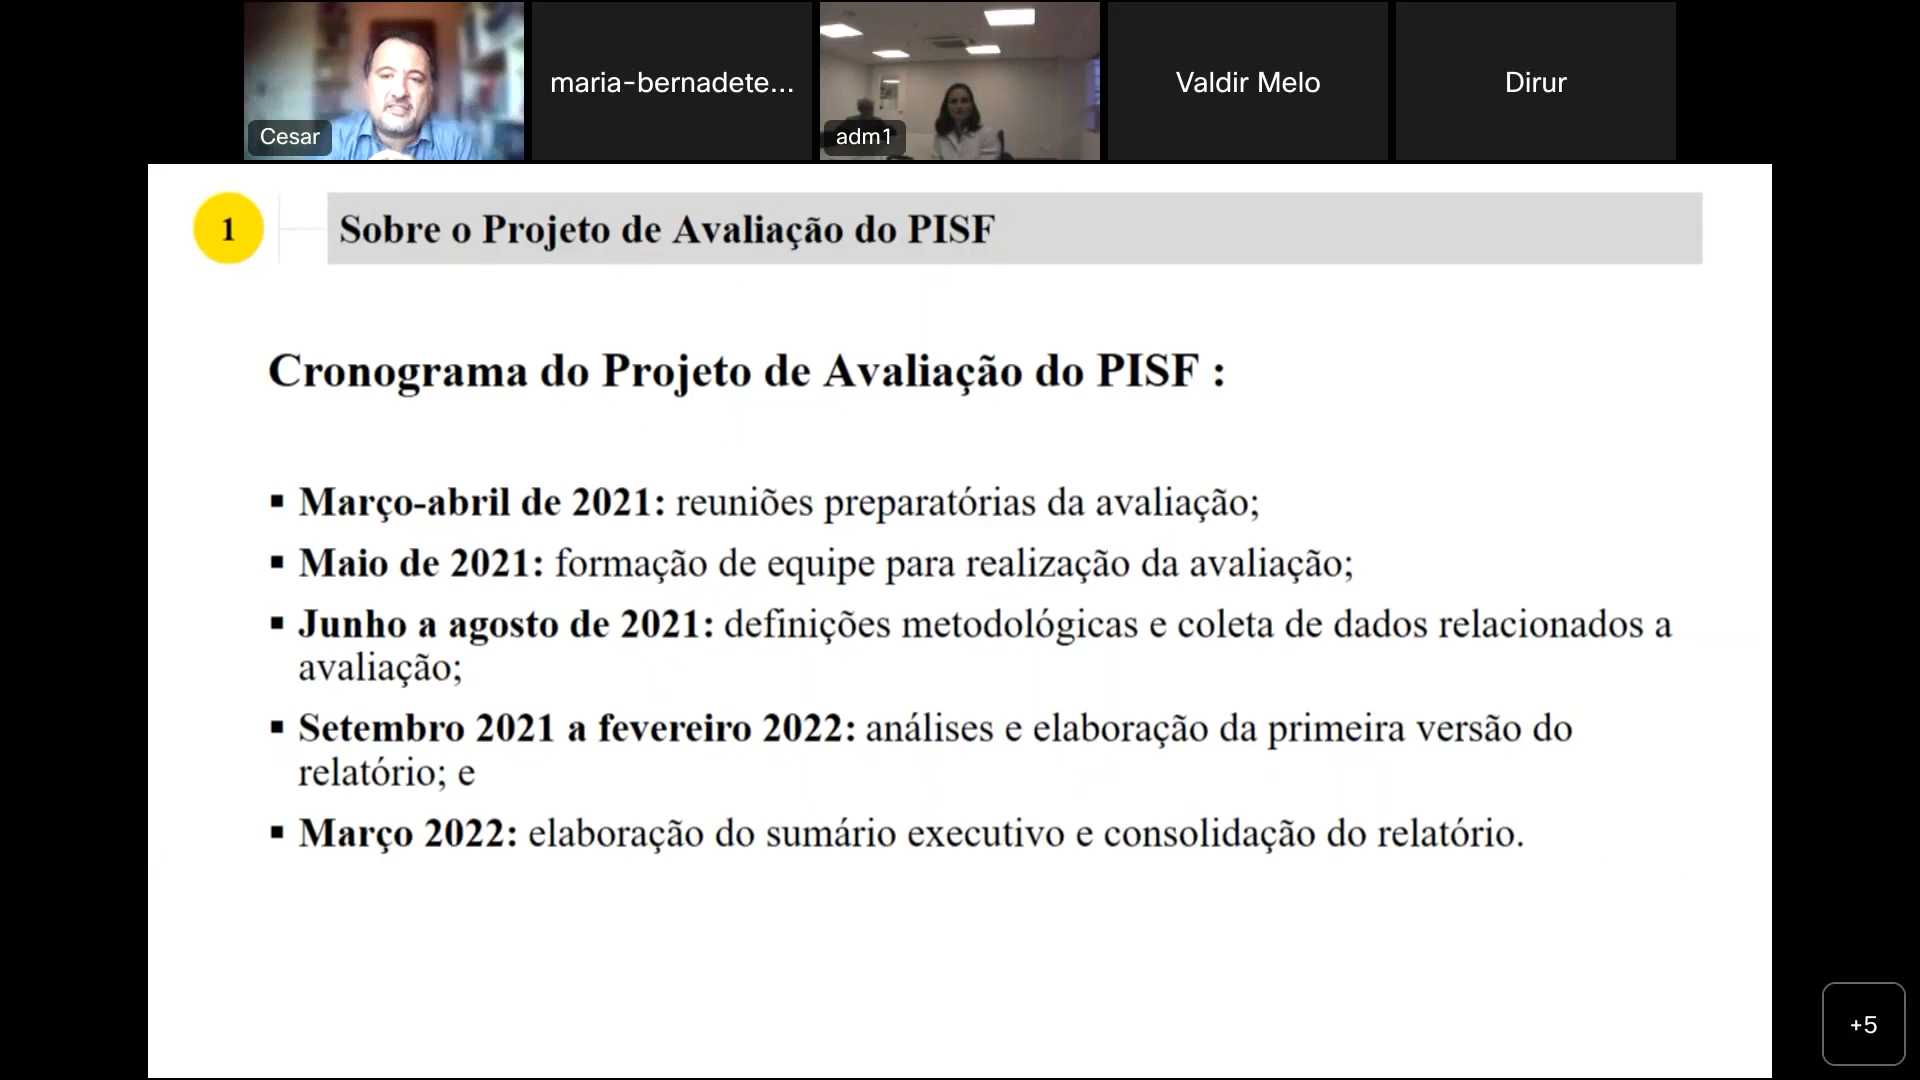 Cesar
maria-bernadete...
adm1
Valdir Melo
Dirur
1
Sobre o Projeto de Avaliação do PISF
Cronograma do Projeto de Avaliação do PISF :
▪ Março-abril de 2021: reuniões preparatórias da avaliação;
▪ Maio de 2021: formação de equipe para realização da avaliação;
▪ Junho a agosto de 2021: definições metodológicas e coleta de dados relacionados a
avaliação;
▪ Setembro 2021 a fevereiro 2022: análises e elaboração da primeira versão do
relatório; e
▪ Março 2022: elaboração do sumário executivo e consolidação do relatório.
+5